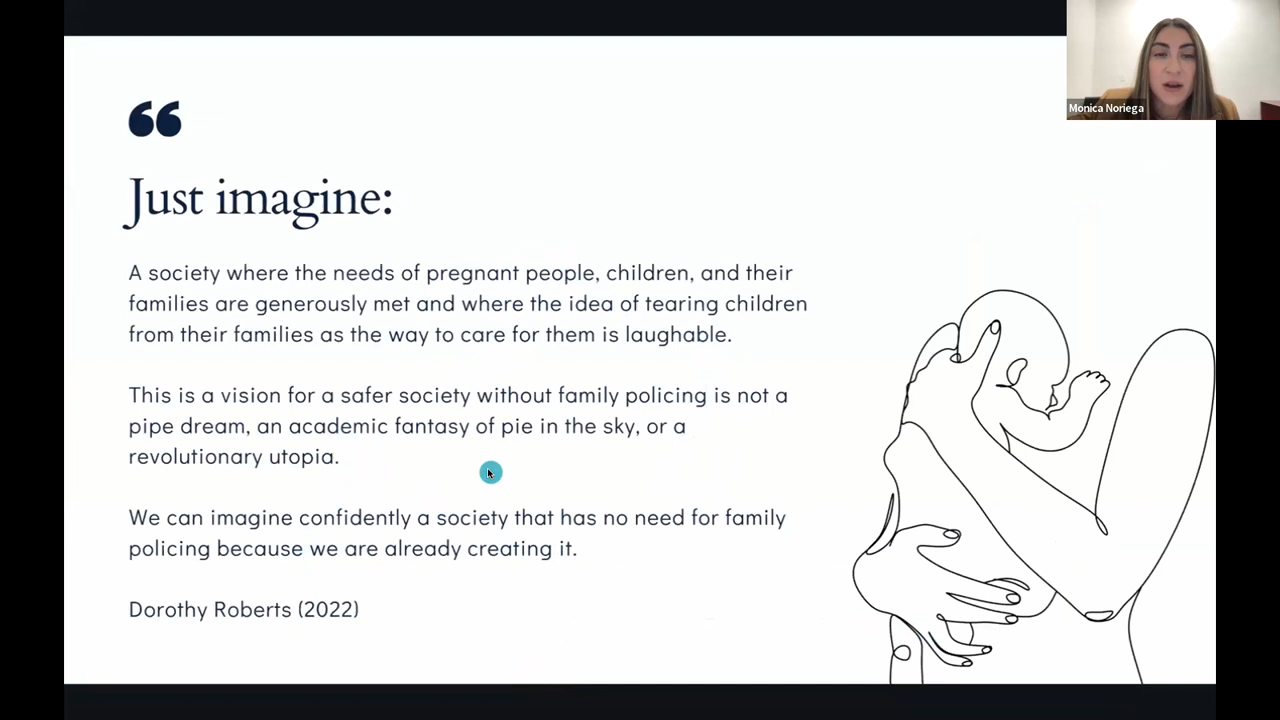 Monica Noriega
“
Just imagine:
A society where the needs of pregnant people, children, and their
families are generously met and where the idea of tearing children
from their families as the way to care for them is laughable.
This is a vision for a safer society without family policing is not a
pipe dream, an academic fantasy of pie in the sky, or a
revolutionary utopia.
We can imagine confidently a society that has no need for family
policing because we are already creating it.
Dorothy Roberts (2022)